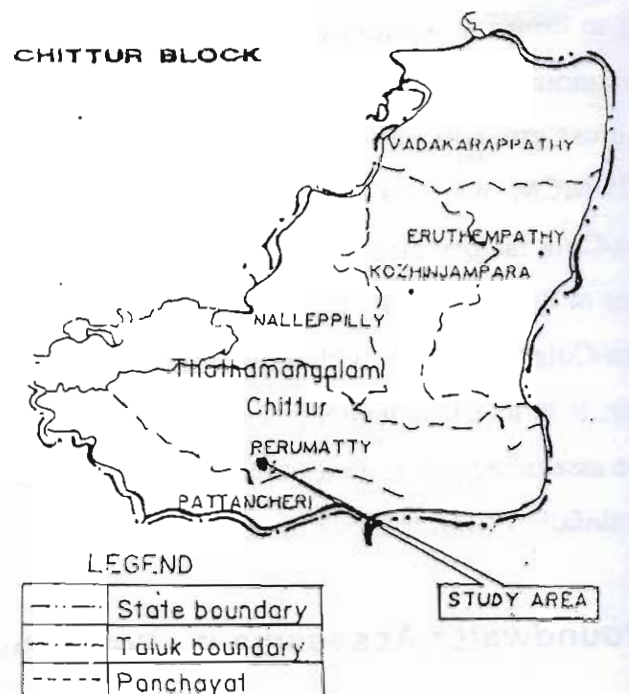 CHITTUR BLOCK
VADAKARAPPATHY
ERUTHEMPATHY
KOZHINJAMPARA
NALLEPPILLY
Thathamangalam
Chittur
PERUMATTY
PATTANCHERI
LEGEND
STUDY AREA
State boundary
Taluk boundary
Panchayat